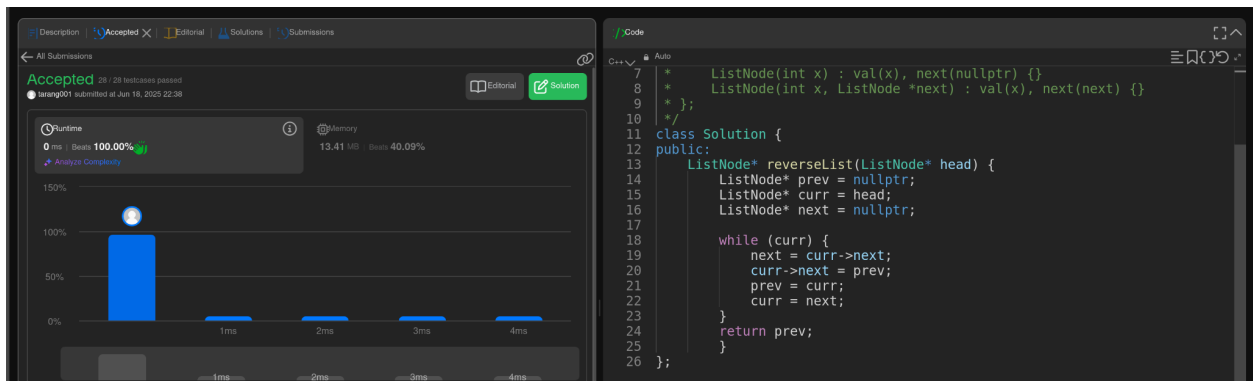 Description | Accepted × | Editorial | Solutions | Submissions
← All Submissions
Accepted 28 / 28 testcases passed
tarang001 submitted at Jun 18, 2025 22:38
Editorial
Solution
Runtime
0 ms | Beats 100.00%
Analyze Complexity
Memory
13.41 MB | Beats 40.09%
150%
100%
50%
0%
1ms 2ms 3ms 4ms
1ms 2ms 3ms 4ms
Code
C++ Auto
7 * ListNode(int x) : val(x), next(nullptr) {}
8 * ListNode(int x, ListNode *next) : val(x), next(next) {}
9 * };
10 */
11 class Solution {
12 public:
13 ListNode* reverseList(ListNode* head) {
14 ListNode* prev = nullptr;
15 ListNode* curr = head;
16 ListNode* next = nullptr;
17
18 while (curr) {
19 next = curr->next;
20 curr->next = prev;
21 prev = curr;
22 curr = next;
23 }
24 return prev;
25 }
26 };